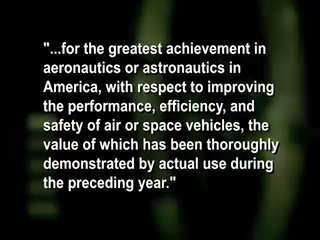 "...for the greatest achievement in
aeronautics or astronautics in
America, with respect to improving
the performance, efficiency, and
safety of air or space vehicles, the
value of which has been thoroughly
demonstrated by actual use during
the preceding year."